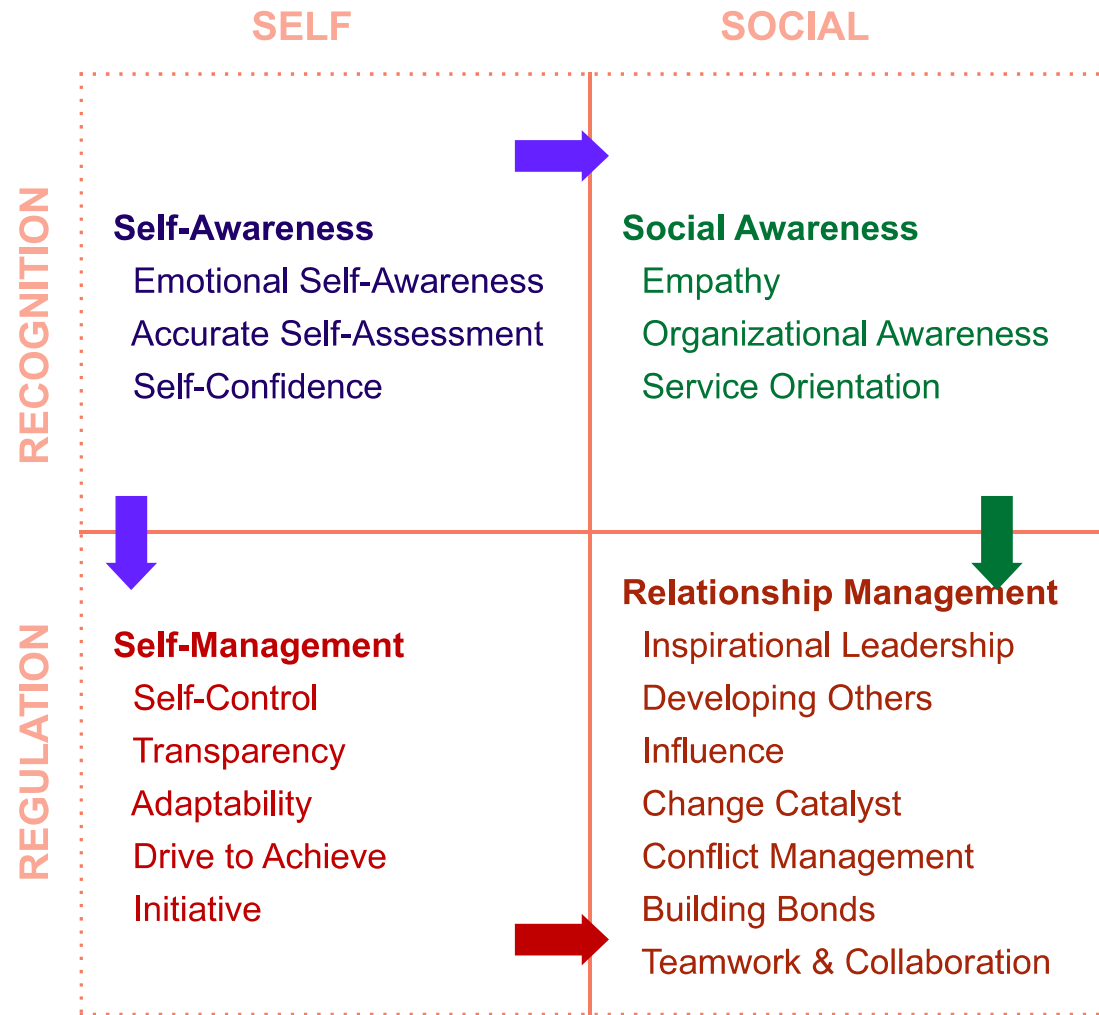 SELF
SOCIAL
RECOGNITION
Self-Awareness
Emotional Self-Awareness
Accurate Self-Assessment
Self-Confidence
Social Awareness
Empathy
Organizational Awareness
Service Orientation
REGULATION
Self-Management
Self-Control
Transparency
Adaptability
Drive to Achieve
Initiative
Relationship Management
Inspirational Leadership
Developing Others
Influence
Change Catalyst
Conflict Management
Building Bonds
Teamwork & Collaboration